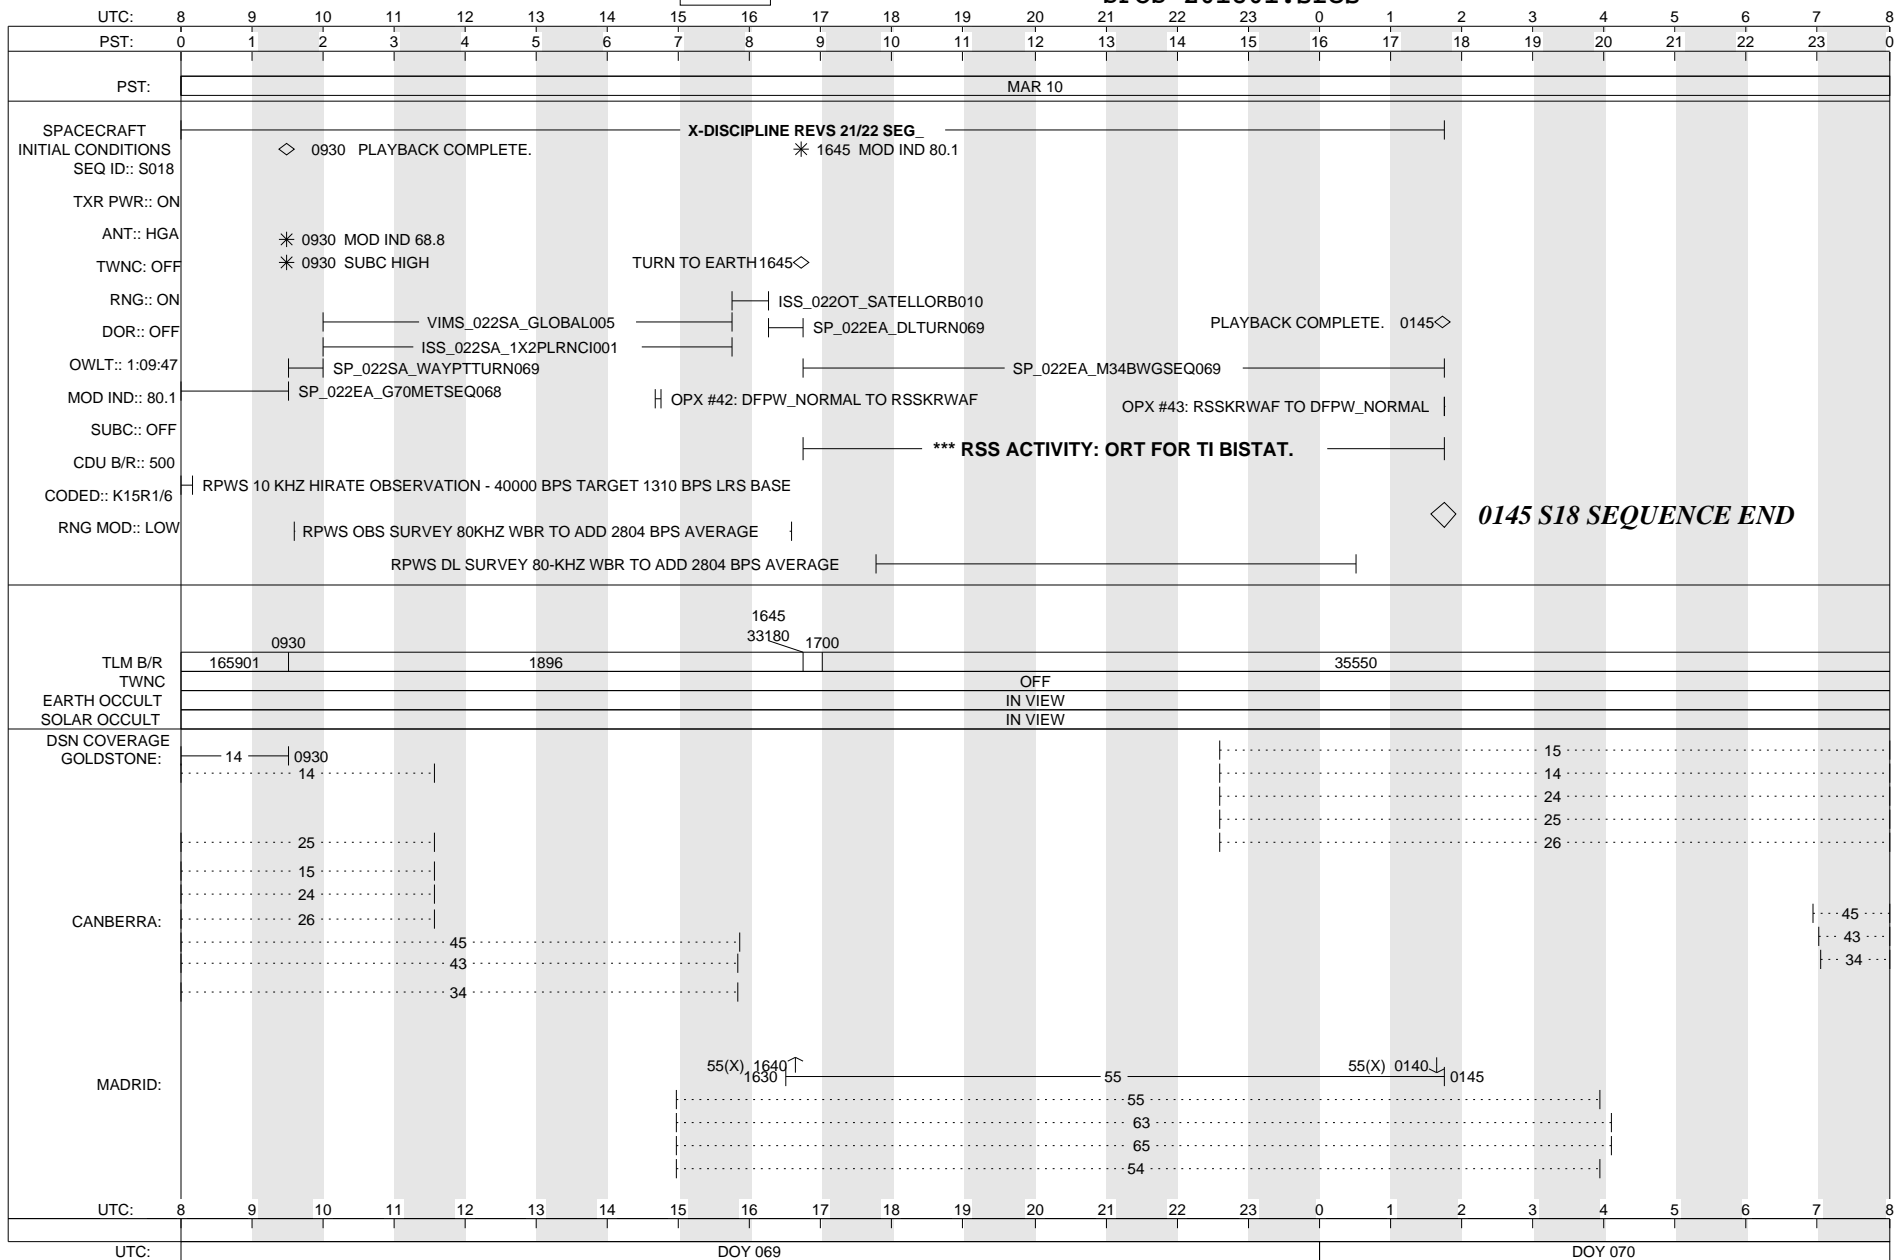 UTC: 8 9 10 11 12 13 14 15 16 17 18 19 20 21 22 23 0 1 2 3 4 5 6 7 8
PST: 0 1 2 3 4 5 6 7 8 9 10 11 12 13 14 15 16 17 18 19 20 21 22 23 0
PST: MAR 10
SPACECRAFT X-DISCIPLINE REVS 21/22 SEG_
INITIAL CONDITIONS 0930 PLAYBACK COMPLETE. 1645 MOD IND 80.1
SEQ ID:: S018
TXR PWR:: ON
ANT:: HGA 0930 MOD IND 68.8
TWNC: OFF 0930 SUBC HIGH TURN TO EARTH 1645
RNG:: ON ISS_022OT_SATELLORB010
VIMS_022SA_GLOBAL005 SP_022EA_DLTURN069 PLAYBACK COMPLETE. 0145
DOR:: OFF
ISS_022SA_1X2PLRNCI001
OWLT:: 1:09:47 SP_022SA_WAYPTTURN069 SP_022EA_M34BWGSEQ069
SP_022EA_G70METSEQ068
MOD IND:: 80.1 OPX #42: DFPW_NORMAL TO RSSKRWAF OPX #43: RSSKRWAF TO DFPW_NORMAL
SUBC:: OFF
*** RSS ACTIVITY: ORT FOR TI BISTAT.
CDU B/R:: 500
RPWS 10 KHZ HIRATE OBSERVATION - 40000 BPS TARGET 1310 BPS LRS BASE
CODED:: K15R1/6
0145 S18 SEQUENCE END
RNG MOD:: LOW RPWS OBS SURVEY 80KHZ WBR TO ADD 2804 BPS AVERAGE
RPWS DL SURVEY 80-KHZ WBR TO ADD 2804 BPS AVERAGE
1645
0930 33180 1700
TLM B/R 165901 1896 35550
TWNC OFF
EARTH OCCULT IN VIEW
SOLAR OCCULT IN VIEW
DSN COVERAGE
GOLDSTONE: 14 0930 15
14 14
24
25
25 26
15
24
CANBERRA: 26 45
45 43
43 34
34
55(X) 1640 55(X) 0140
MADRID: 1630 55 0145
55
63
65
54
UTC: 8 9 10 11 12 13 14 15 16 17 18 19 20 21 22 23 0 1 2 3 4 5 6 7 8
UTC: DOY 069 DOY 070